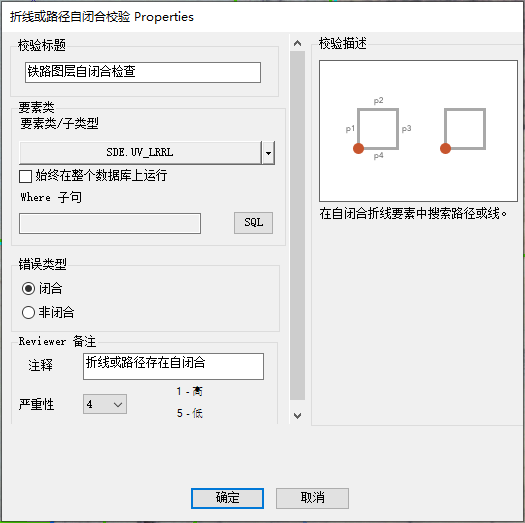 折线或路径自闭合校验 Properties
校验标题
铁路图层自闭合检查
要素类
要素类/子类型
SDE.UV_LRRL
始终在整个数据库上运行
Where 子句
SQL
错误类型
闭合
非闭合
Reviewer 备注
注释
折线或路径存在自闭合
严重性
4
1 - 高
5 - 低
校验描述
p2
p1
p3
p4
在自闭合折线要素中搜索路径或线。
确定
取消